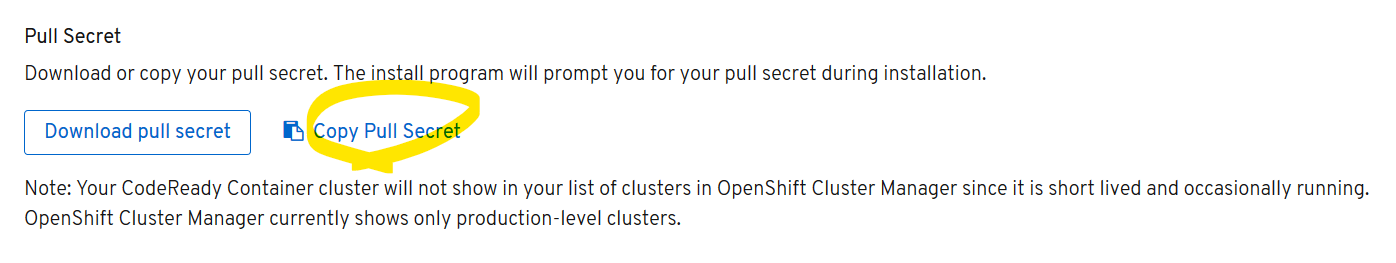 Pull Secret
Download or copy your pull secret. The install program will prompt you for your pull secret during installation.
Download pull secret
Copy Pull Secret
Note: Your CodeReady Container cluster will not show in your list of clusters in OpenShift Cluster Manager since it is short lived and occasionally running.
OpenShift Cluster Manager currently shows only production-level clusters.